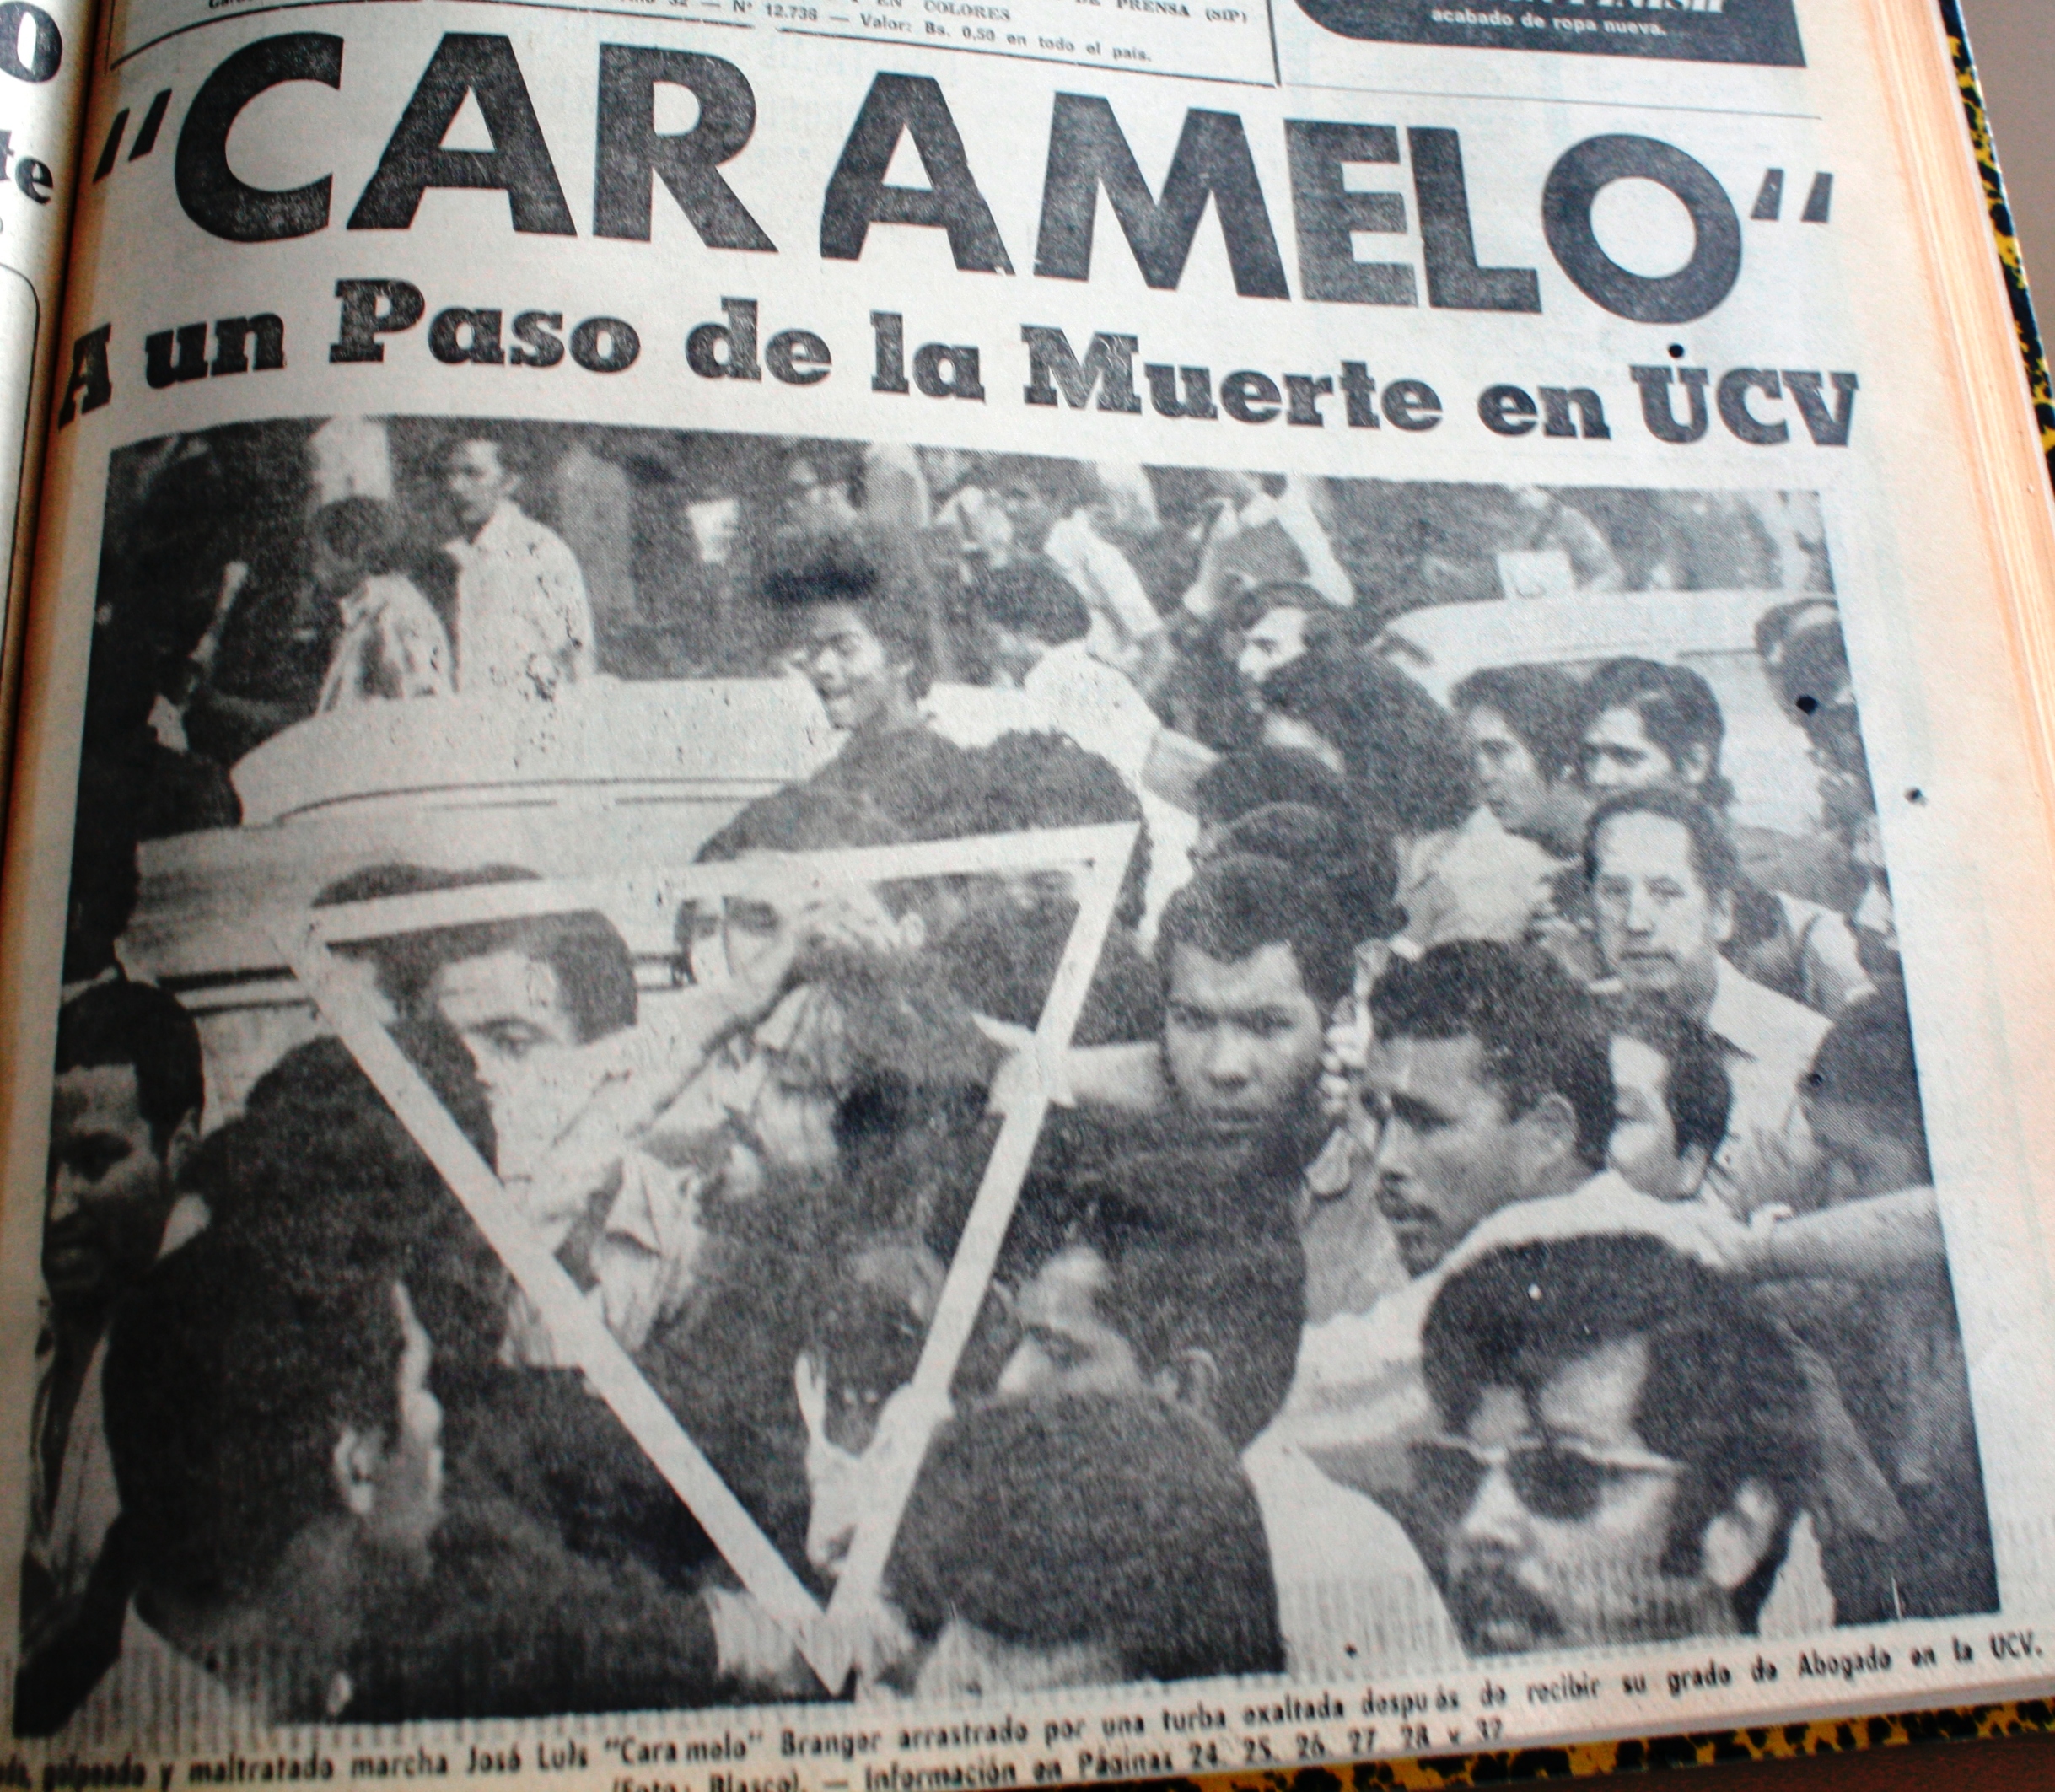 O
te
EN COLORES
DE PRENSA (SIP)
— Nº 12.738 — Valor: Bs. 0,50 en todo el país.
acabado de ropa nueva.
"CARAMELO"
A un Paso de la Muerte en UCV
golpeado y maltratado marcha José Luis "Caramelo" Branger arrastrado por una turba exaltada después de recibir su grado de Abogado en la UCV.
(Foto: Blasco). — Información en Páginas 24, 25, 26, 27, 28 y 32